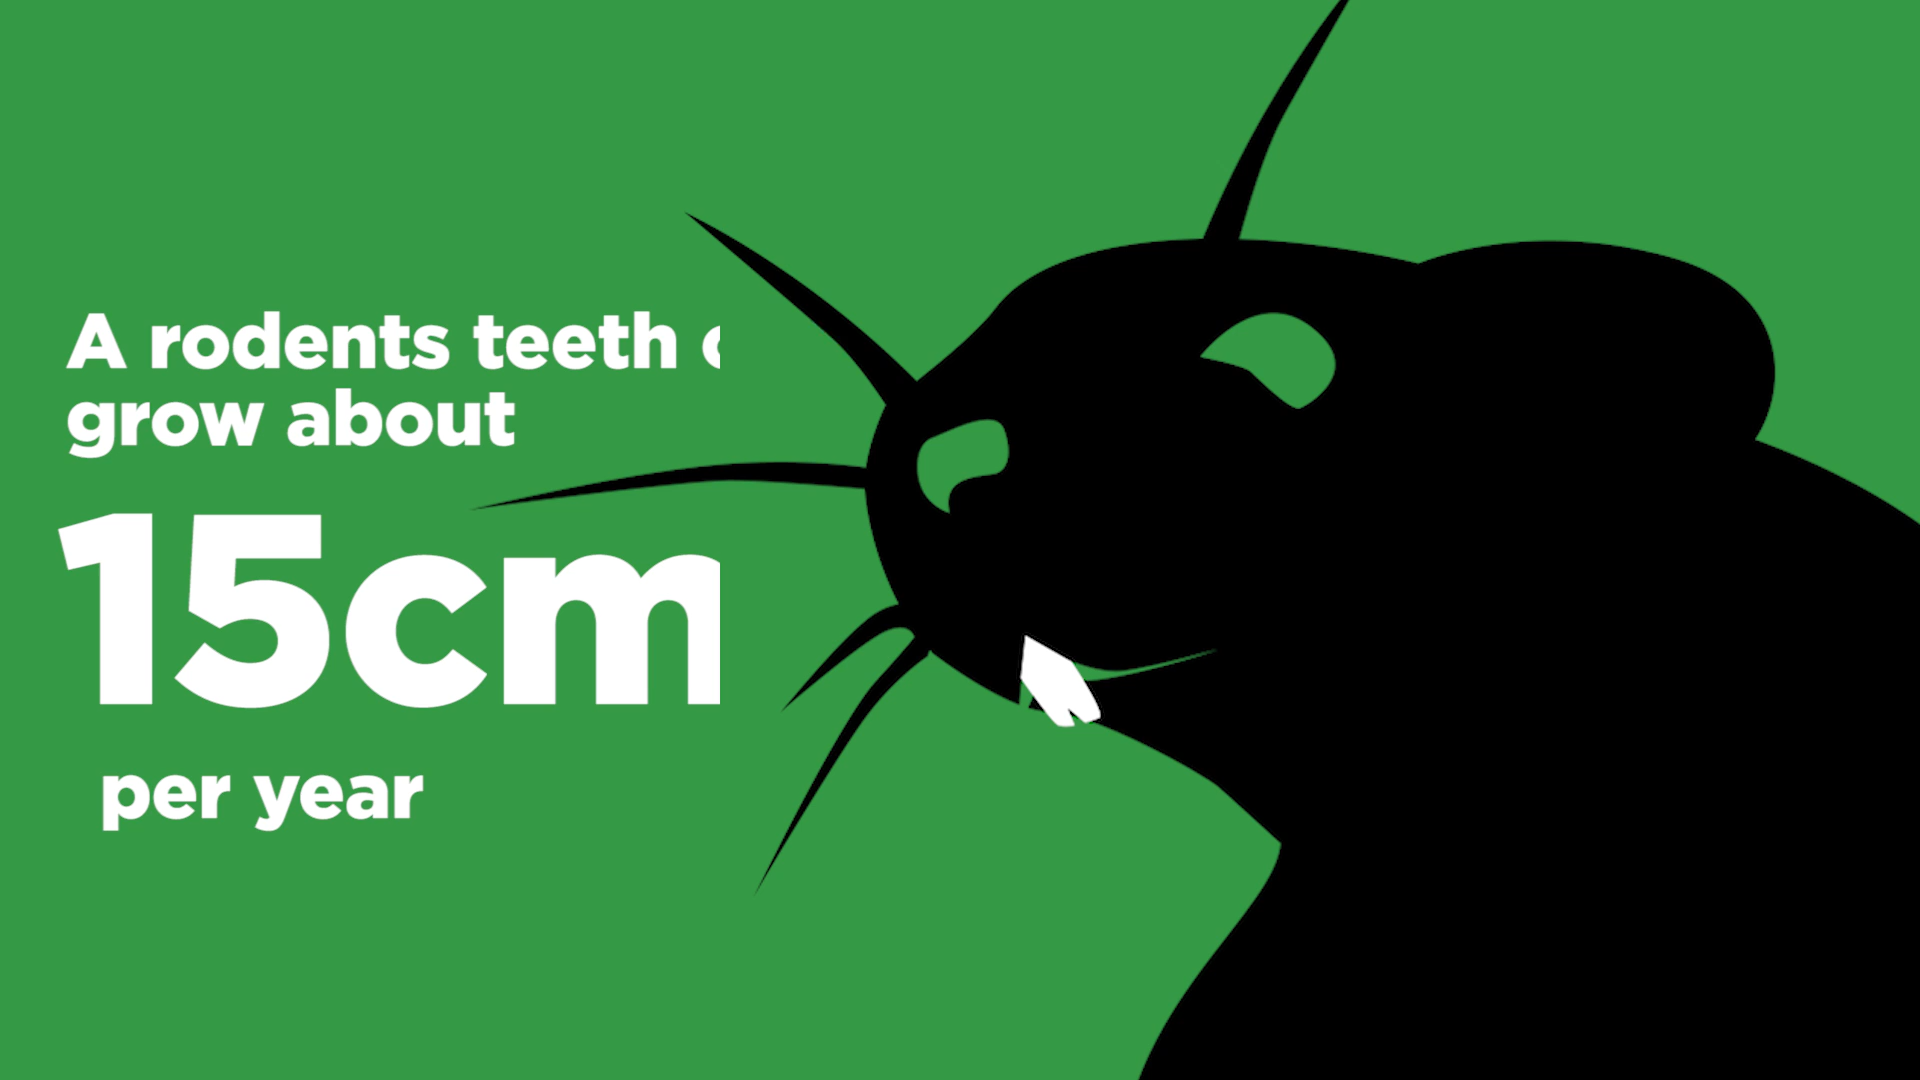 A rodents teeth
grow about
15cm
per year